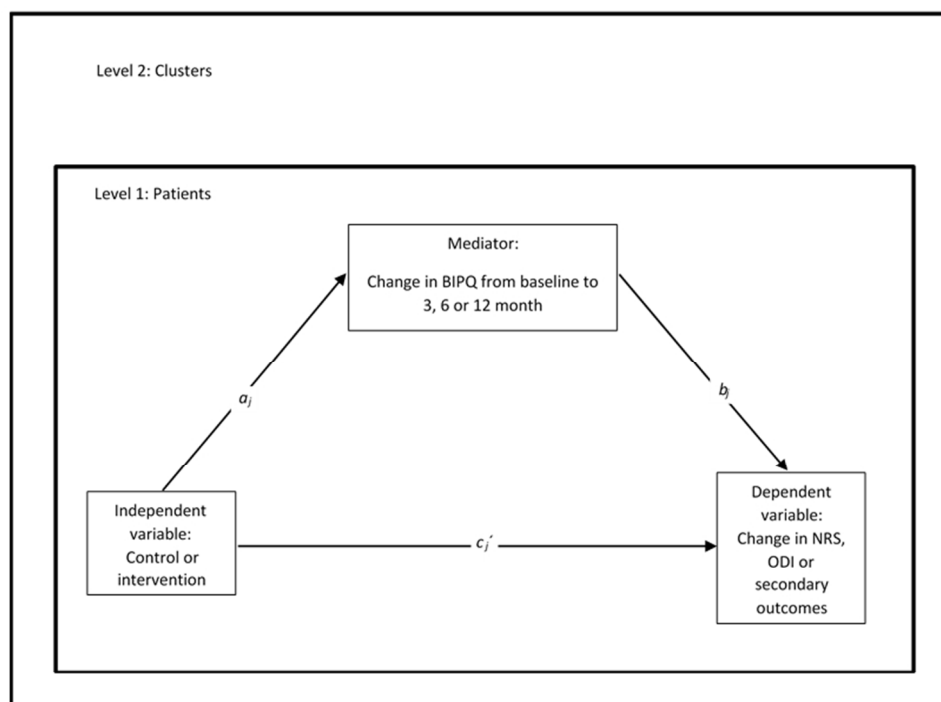 Level 2: Clusters
Level 1: Patients
Mediator:
Change in BIPQ from baseline to
3, 6 or 12 month
aj
bj
Independent
variable:
Control or
intervention
cj′
Dependent
variable:
Change in NRS,
ODI or
secondary
outcomes